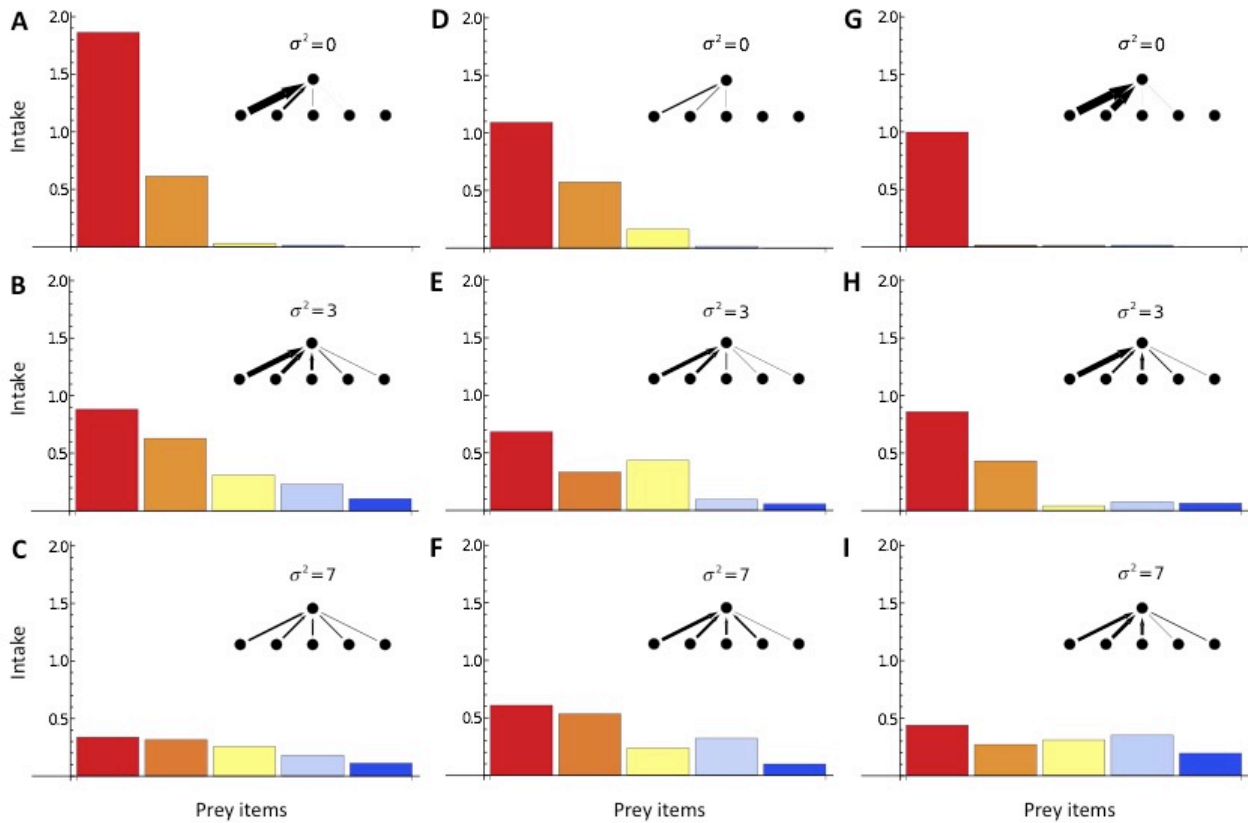 A
D
G
σ² = 0
σ² = 0
σ² = 0
2.0
1.5
1.0
0.5
2.0
1.5
1.0
0.5
2.0
1.5
1.0
0.5
Intake
B
E
H
σ² = 3
σ² = 3
σ² = 3
2.0
1.5
1.0
0.5
2.0
1.5
1.0
0.5
2.0
1.5
1.0
0.5
Intake
C
F
I
σ² = 7
σ² = 7
σ² = 7
2.0
1.5
1.0
0.5
2.0
1.5
1.0
0.5
2.0
1.5
1.0
0.5
Intake
Prey items
Prey items
Prey items